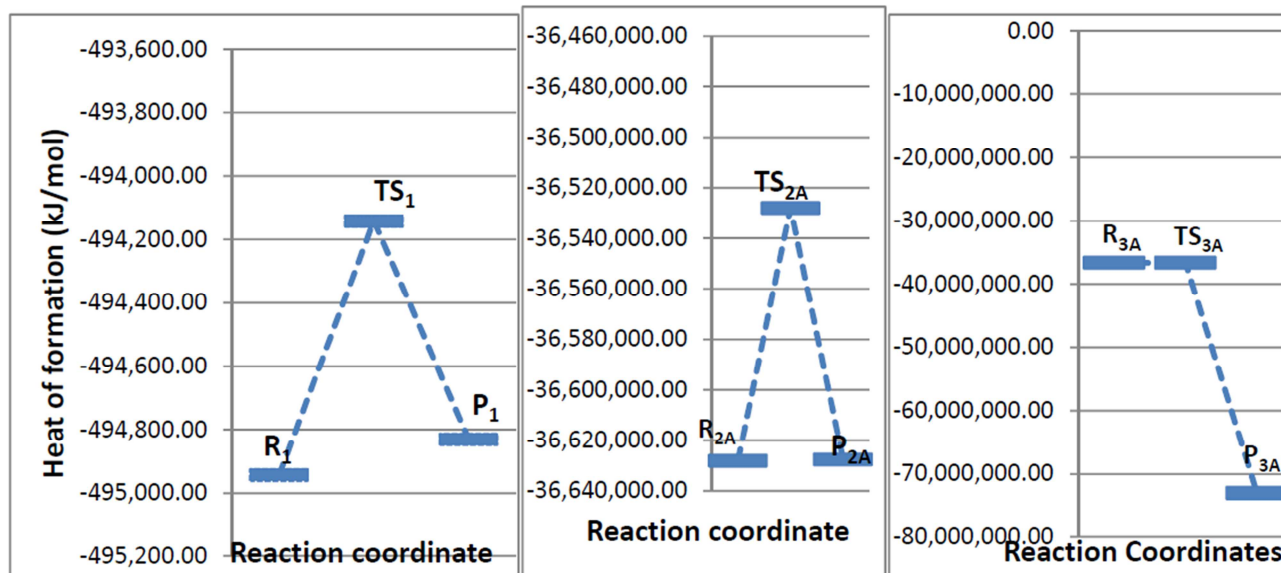 Heat of formation (kJ/mol)
-493,600.00
-493,800.00
-494,000.00
-494,200.00
-494,400.00
-494,600.00
-494,800.00
-495,000.00
-495,200.00
R1
TS1
P1
Reaction coordinate
-36,460,000.00
-36,480,000.00
-36,500,000.00
-36,520,000.00
-36,540,000.00
-36,560,000.00
-36,580,000.00
-36,600,000.00
-36,620,000.00
-36,640,000.00
R2A
TS2A
P2A
Reaction coordinate
0.00
-10,000,000.00
-20,000,000.00
-30,000,000.00
-40,000,000.00
-50,000,000.00
-60,000,000.00
-70,000,000.00
-80,000,000.00
R3A
TS3A
P3A
Reaction Coordinates